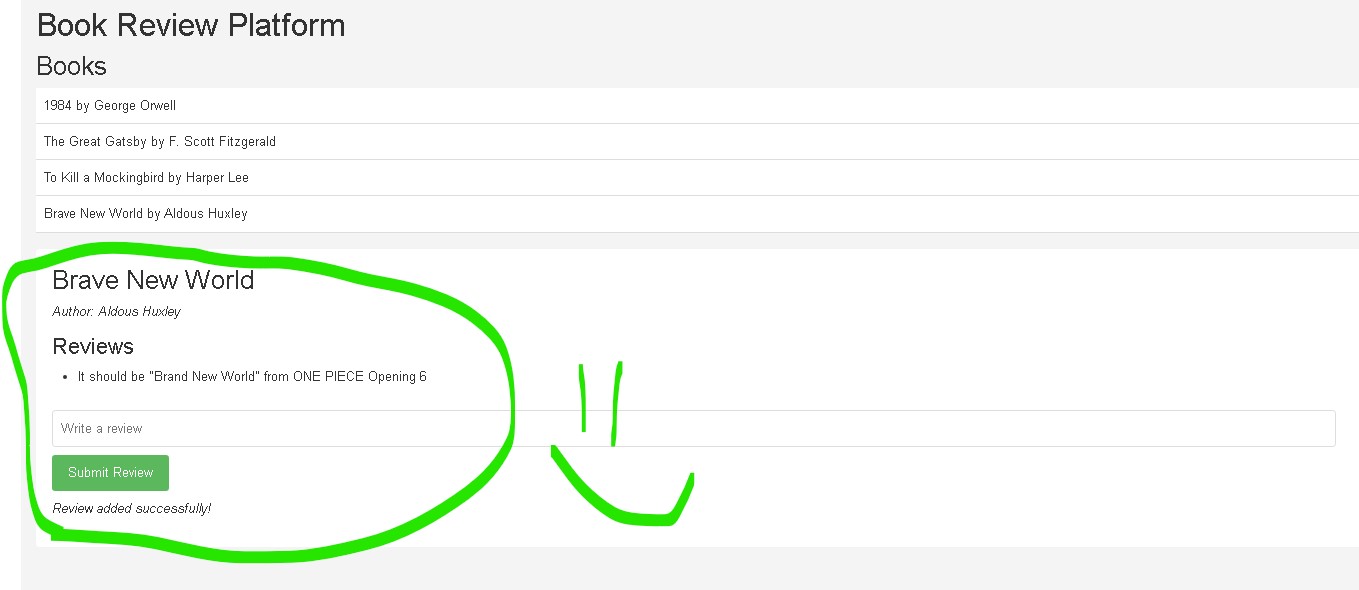 Book Review Platform
Books
1984 by George Orwell
The Great Gatsby by F. Scott Fitzgerald
To Kill a Mockingbird by Harper Lee
Brave New World by Aldous Huxley
Brave New World
Author: Aldous Huxley
Reviews
• It should be "Brand New World" from ONE PIECE Opening 6
Write a review
Submit Review
Review added successfully!